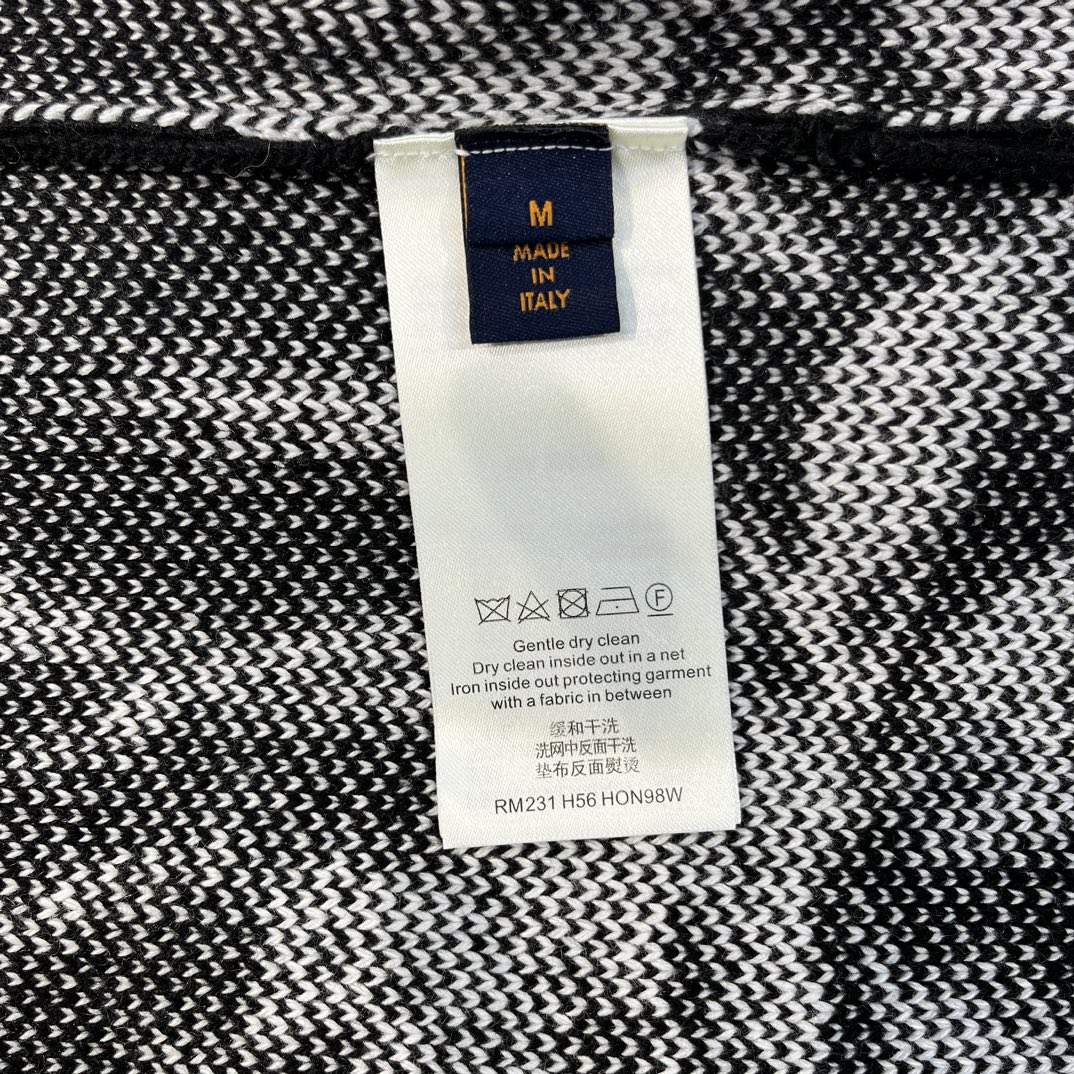 M
MADE
IN
ITALY
F
Gentle dry clean
Dry clean inside out in a net
Iron inside out protecting garment
with a fabric in between
缓和干洗
洗网中反面干洗
垫布反面熨烫
RM231 H56 HON98W